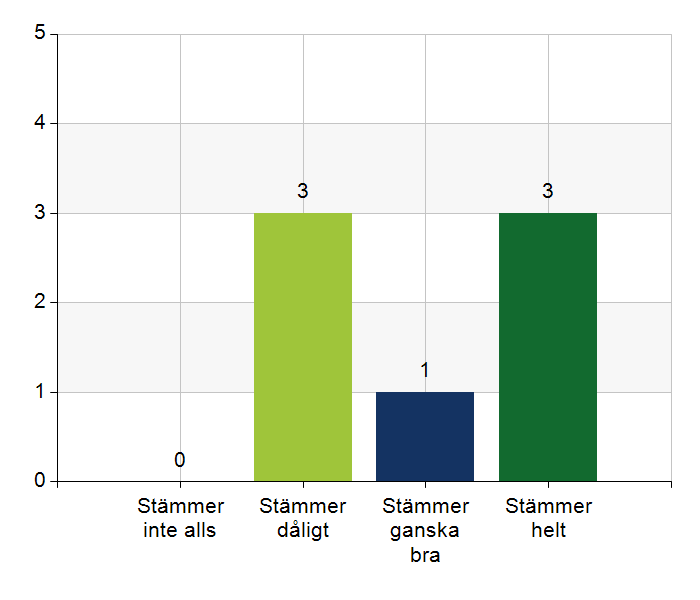 5
4
3
2
1
0
0
3
1
3
Stämmer
inte alls
Stämmer
dåligt
Stämmer
ganska
bra
Stämmer
helt